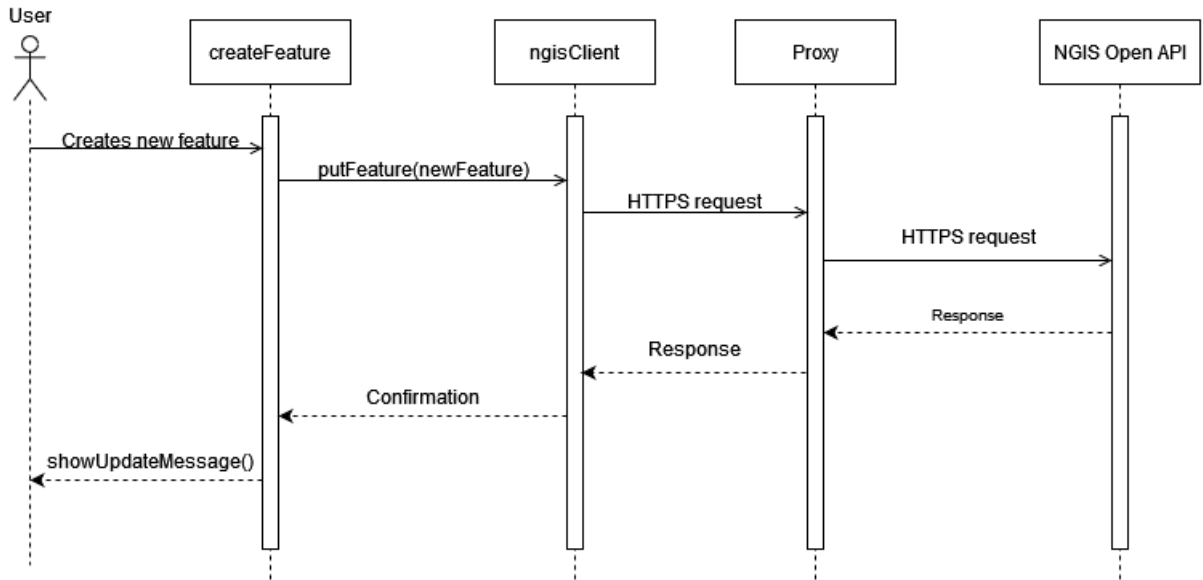 User
createFeature
ngisClient
Proxy
NGIS Open API
Creates new feature
putFeature(newFeature)
HTTPS request
HTTPS request
Response
Response
Confirmation
showUpdateMessage()